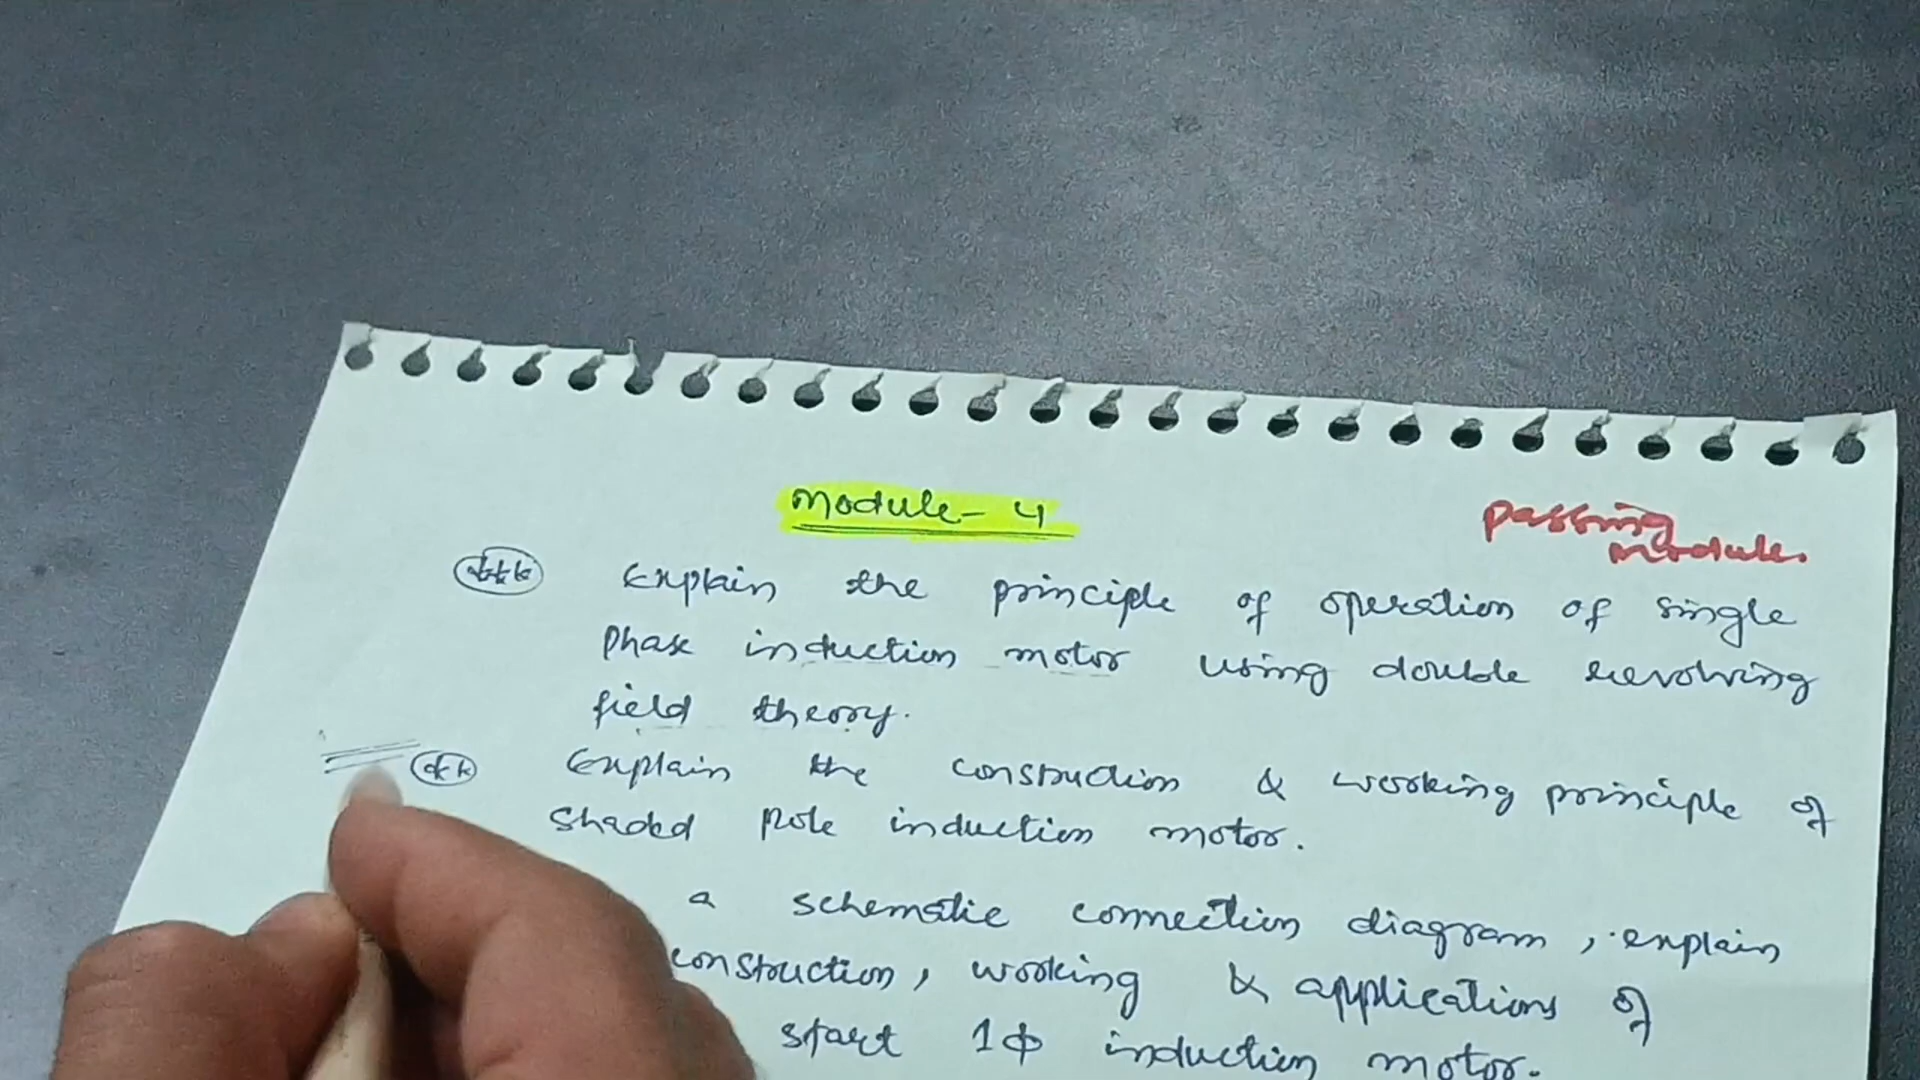 Module - 4
passing
module.
*** Explain the principle of operation of single
phase induction motor using double revolving
field theory.
** Explain the construction & working principle of
shaded pole induction motor.
a schematic connection diagram, explain
construction, working & applications of
start 1φ induction motor.